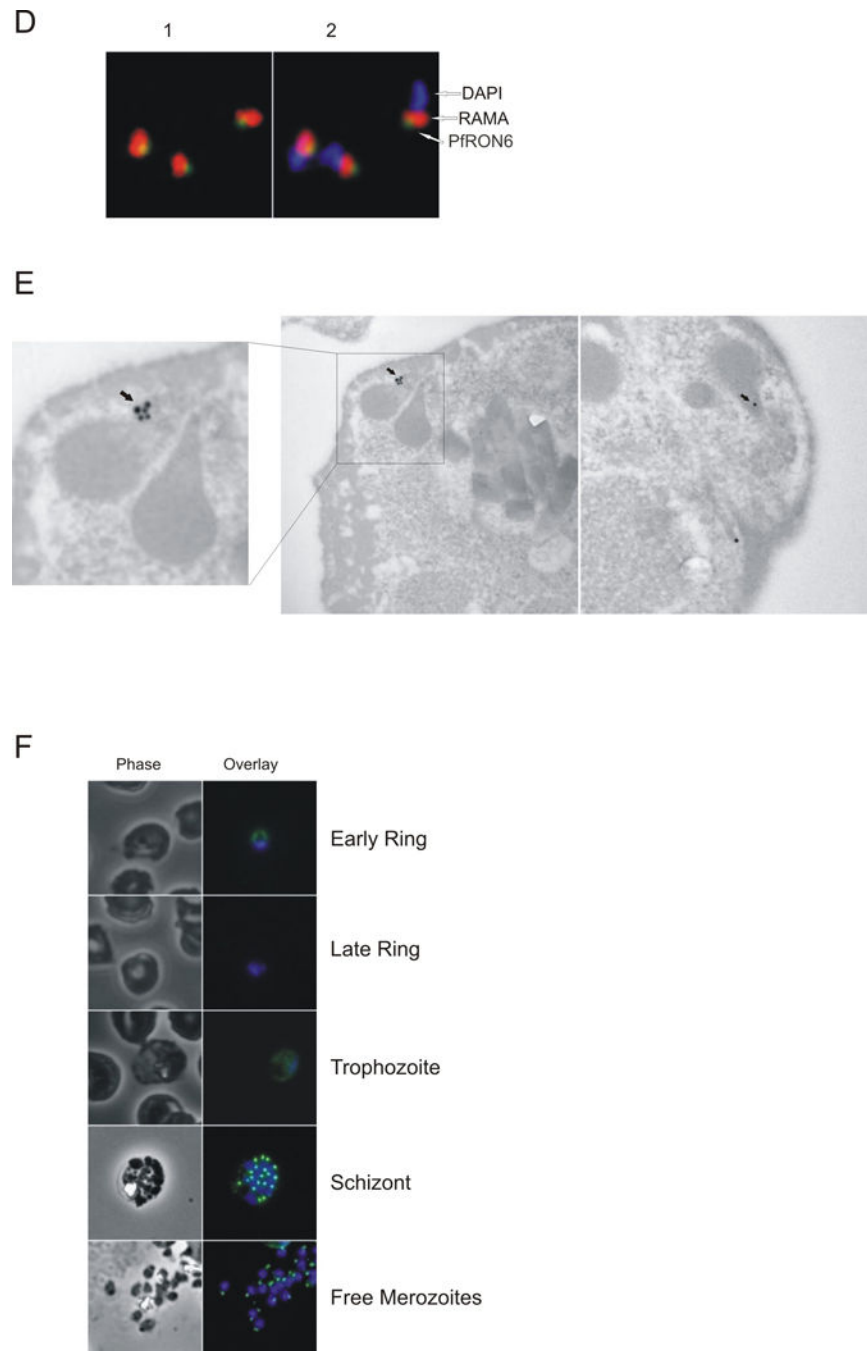 D
1 2
DAPI
RAMA
PfRON6
E
F
Phase Overlay
Early Ring
Late Ring
Trophozoite
Schizont
Free Merozoites